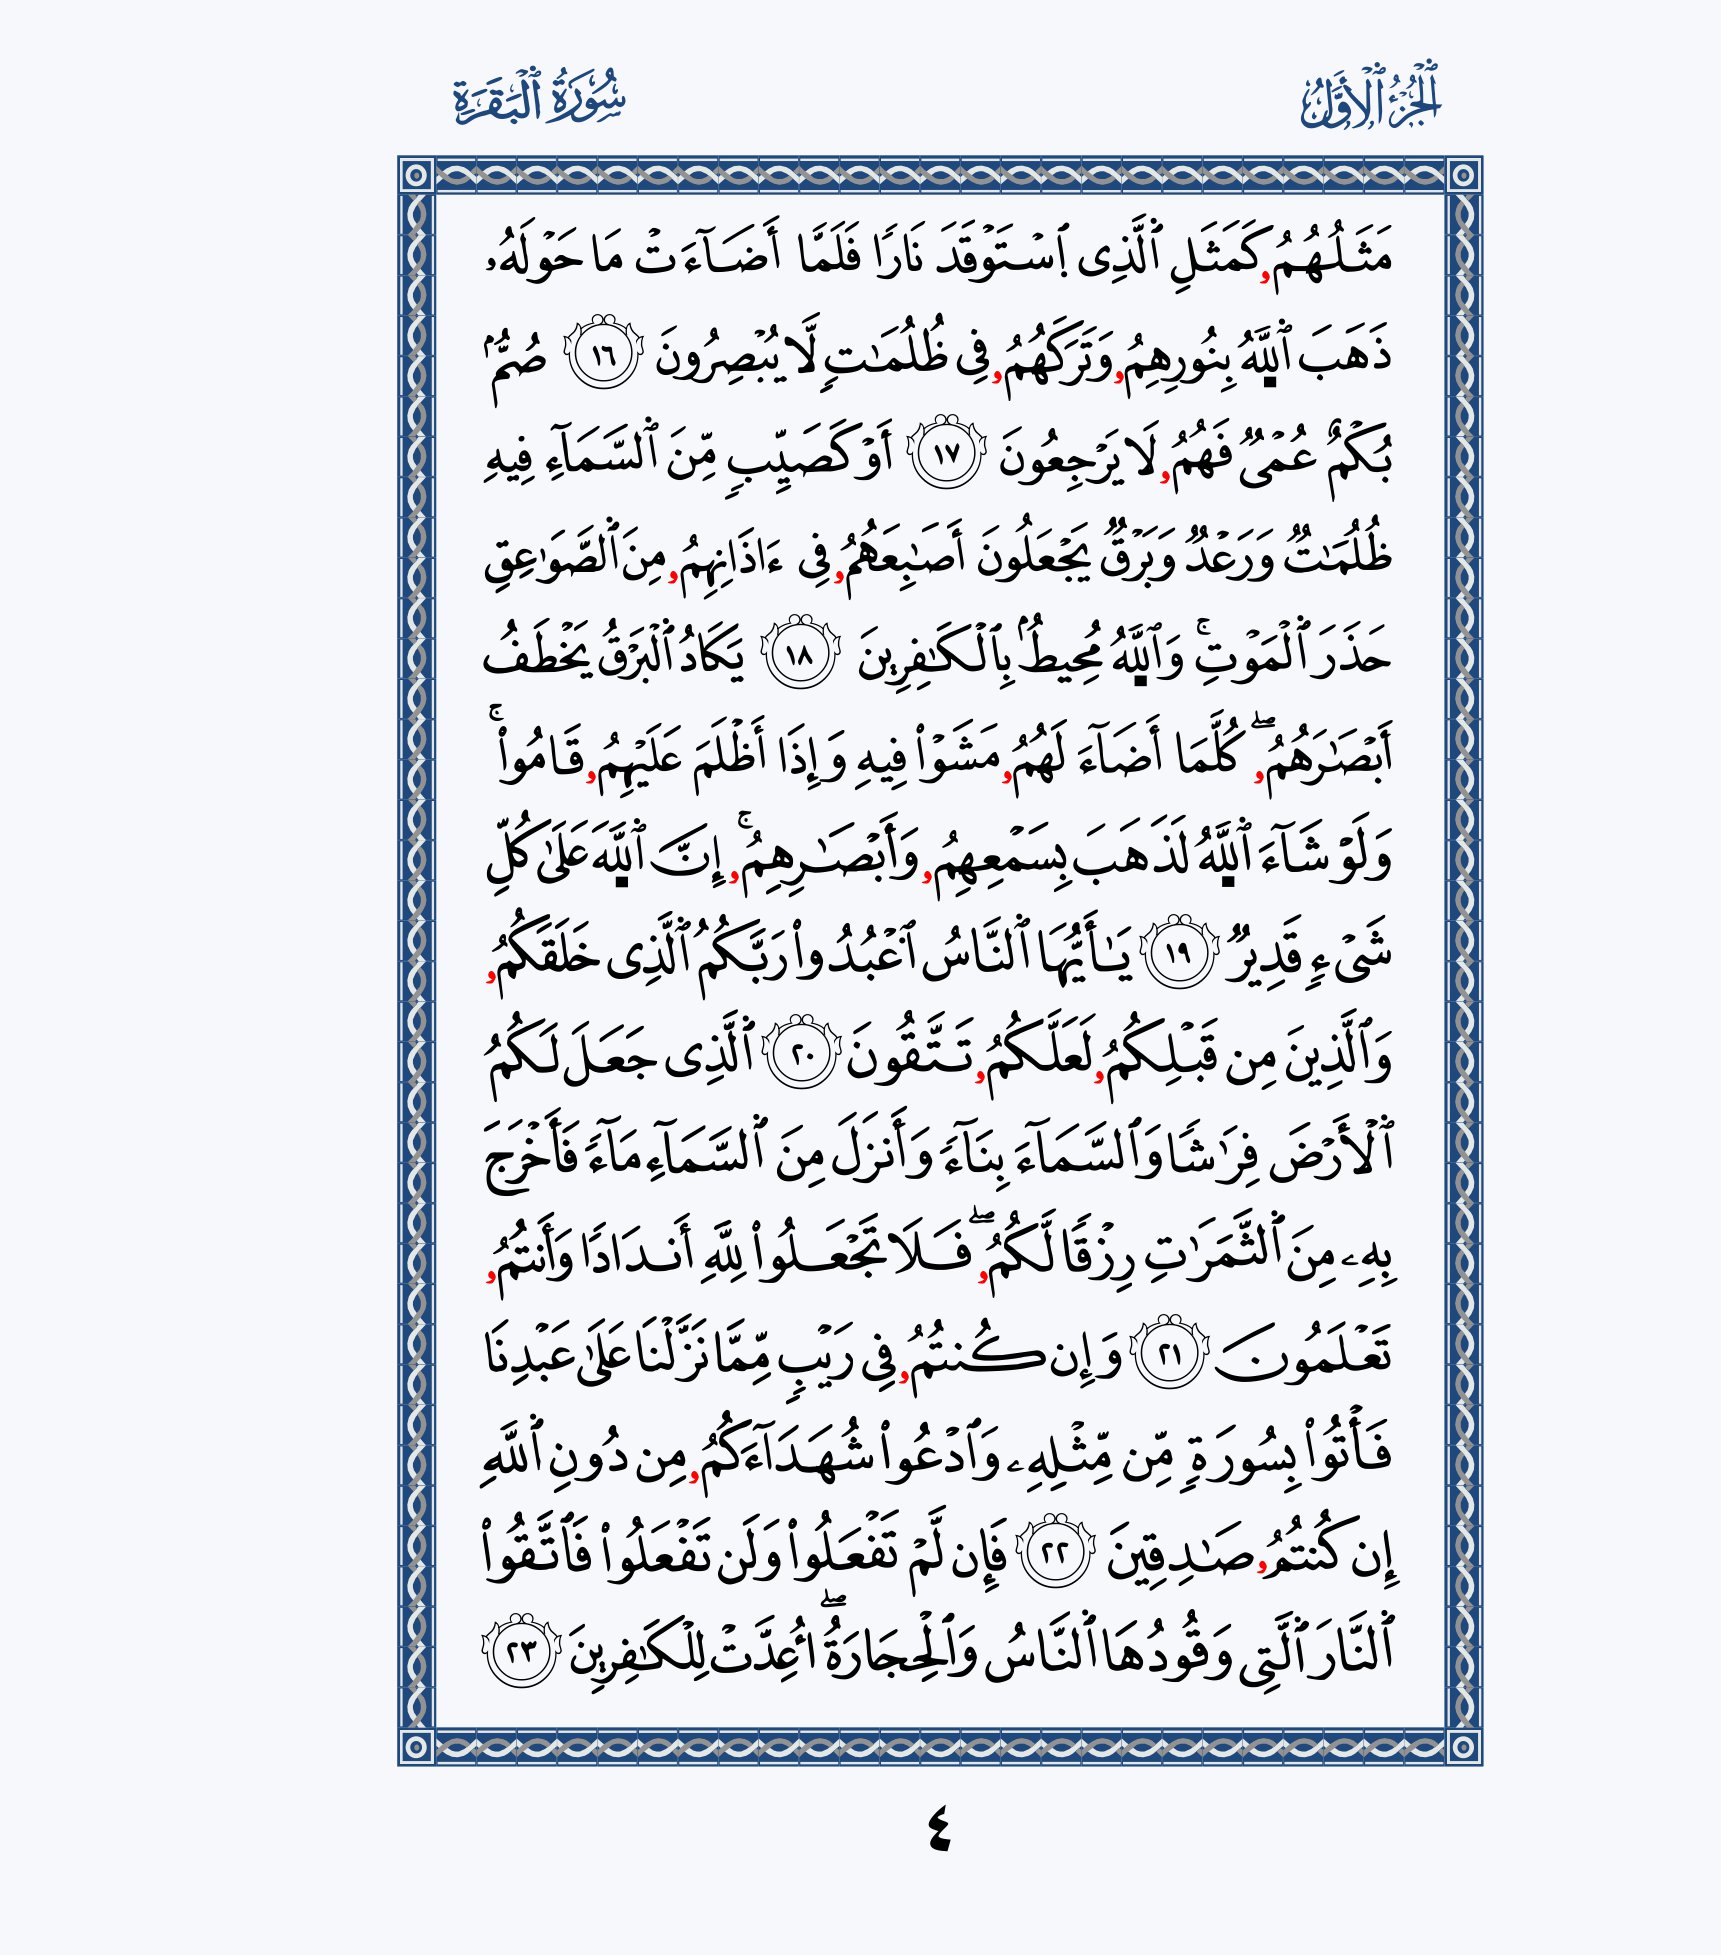 ٱلْجُزْءُ ٱلْأَوَّلُ
سُورَةُ ٱلْبَقَرَةِ
مَثَلُهُمُۥ كَمَثَلِ ٱلَّذِى ٱسْتَوْقَدَ نَارًا فَلَمَّا أَضَآءَتْ مَا حَوْلَهُۥ
ذَهَبَ ٱللَّهُ بِنُورِهِمُۥ وَتَرَكَهُمُۥ فِى ظُلُمَٰتٍ لَّا يُبْصِرُونَ ١٦ صُمُّۢ
بُكْمٌ عُمْىٌ فَهُمُۥ لَا يَرْجِعُونَ ١٧ أَوْ كَصَيِّبٍ مِّنَ ٱلسَّمَآءِ فِيهِ
ظُلُمَٰتٌ وَرَعْدٌ وَبَرْقٌ يَجْعَلُونَ أَصَٰبِعَهُمُۥ فِى ءَاذَانِهِمُۥ مِنَ ٱلصَّوَٰعِقِ
حَذَرَ ٱلْمَوْتِ ۚ وَٱللَّهُ مُحِيطُۢ بِٱلْكَٰفِرِينَ ١٨ يَكَادُ ٱلْبَرْقُ يَخْطَفُ
أَبْصَٰرَهُمُۥ ۖ كُلَّمَا أَضَآءَ لَهُمُۥ مَشَوْا۟ فِيهِ وَإِذَا أَظْلَمَ عَلَيْهِمُۥ قَامُوا۟ ۚ
وَلَوْ شَآءَ ٱللَّهُ لَذَهَبَ بِسَمْعِهِمُۥ وَأَبْصَٰرِهِمُۥ ۚ إِنَّ ٱللَّهَ عَلَىٰ كُلِّ
شَىْءٍ قَدِيرٌ ١٩ يَٰأَيُّهَا ٱلنَّاسُ ٱعْبُدُوا۟ رَبَّكُمُ ٱلَّذِى خَلَقَكُمُۥ
وَٱلَّذِينَ مِن قَبْلِكُمُۥ لَعَلَّكُمُۥ تَتَّقُونَ ٢٠ ٱلَّذِى جَعَلَ لَكُمُ
ٱلْأَرْضَ فِرَٰشًا وَٱلسَّمَآءَ بِنَآءً وَأَنزَلَ مِنَ ٱلسَّمَآءِ مَآءً فَأَخْرَجَ
بِهِۦ مِنَ ٱلثَّمَرَٰتِ رِزْقًا لَّكُمُۥ ۖ فَلَا تَجْعَلُوا۟ لِلَّهِ أَندَادًا وَأَنتُمُۥ
تَعْلَمُونَ ٢١ وَإِن كُنتُمُۥ فِى رَيْبٍ مِّمَّا نَزَّلْنَا عَلَىٰ عَبْدِنَا
فَأْتُوا۟ بِسُورَةٍ مِّن مِّثْلِهِۦ وَٱدْعُوا۟ شُهَدَآءَكُمُۥ مِن دُونِ ٱللَّهِ
إِن كُنتُمُۥ صَٰدِقِينَ ٢٢ فَإِن لَّمْ تَفْعَلُوا۟ وَلَن تَفْعَلُوا۟ فَٱتَّقُوا۟
ٱلنَّارَ ٱلَّتِى وَقُودُهَا ٱلنَّاسُ وَٱلْحِجَارَةُ ۖ أُعِدَّتْ لِلْكَٰفِرِينَ ٢٣
٤